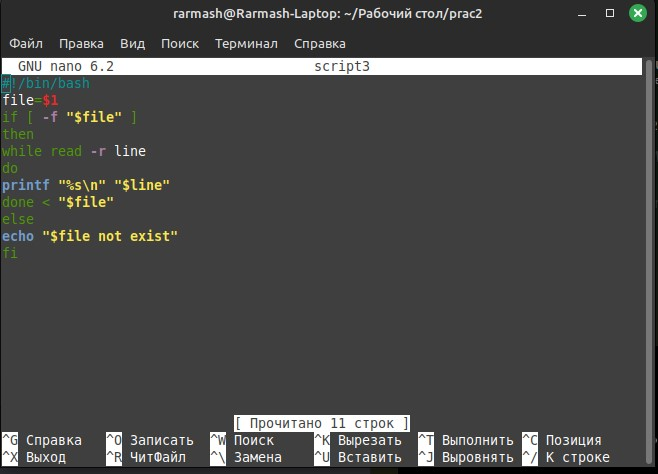 rarmash@Rarmash-Laptop: ~/Рабочий стол/prac2
Файл Правка Вид Поиск Терминал Справка
GNU nano 6.2 script3
#!/bin/bash
file=$1
if [ -f "$file" ]
then
while read -r line
do
printf "%s\n" "$line"
done < "$file"
else
echo "$file not exist"
fi
[ Прочитано 11 строк ]
^G Справка ^O Записать ^W Поиск ^K Вырезать ^T Выполнить ^C Позиция
^X Выход ^R ЧитФайл ^\ Замена ^U Вставить ^J Выровнять ^/ К строке